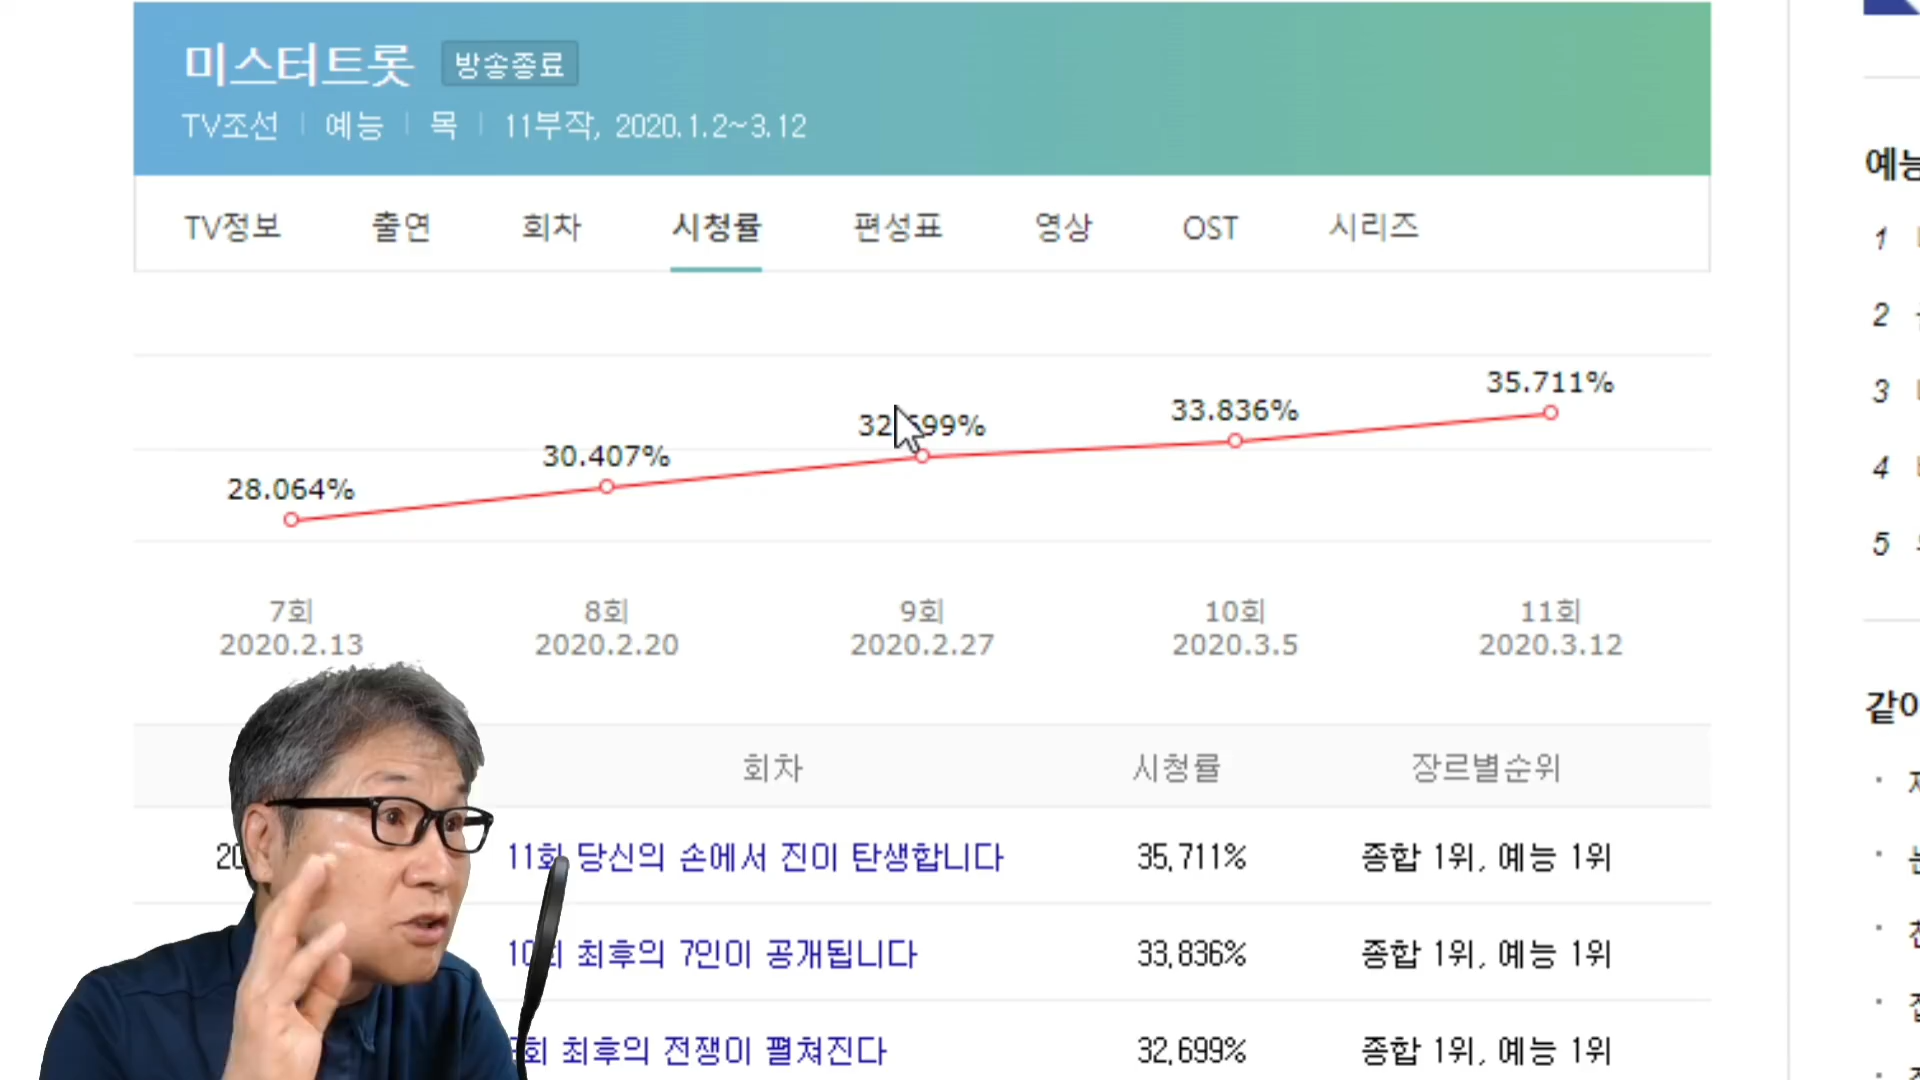 미스터트롯 방송종료
TV조선 예능 목 11부작, 2020.1.2~3.12
TV정보 출연 회차 시청률 편성표 영상 OST 시리즈
35.711%
33.836%
30.407%
28.064%
7회 8회 9회 10회 11회
2020.2.13 2020.2.20 2020.2.27 2020.3.5 2020.3.12
회차 시청률 장르별순위
11회 당신의 손에서 진이 탄생합니다 35,711% 종합 1위, 예능 1위
10회 최후의 7인이 공개됩니다 33,836% 종합 1위, 예능 1위
최후의 전쟁이 펼쳐진다 32,699% 종합 1위, 예능 1위
1
2
3
4
5